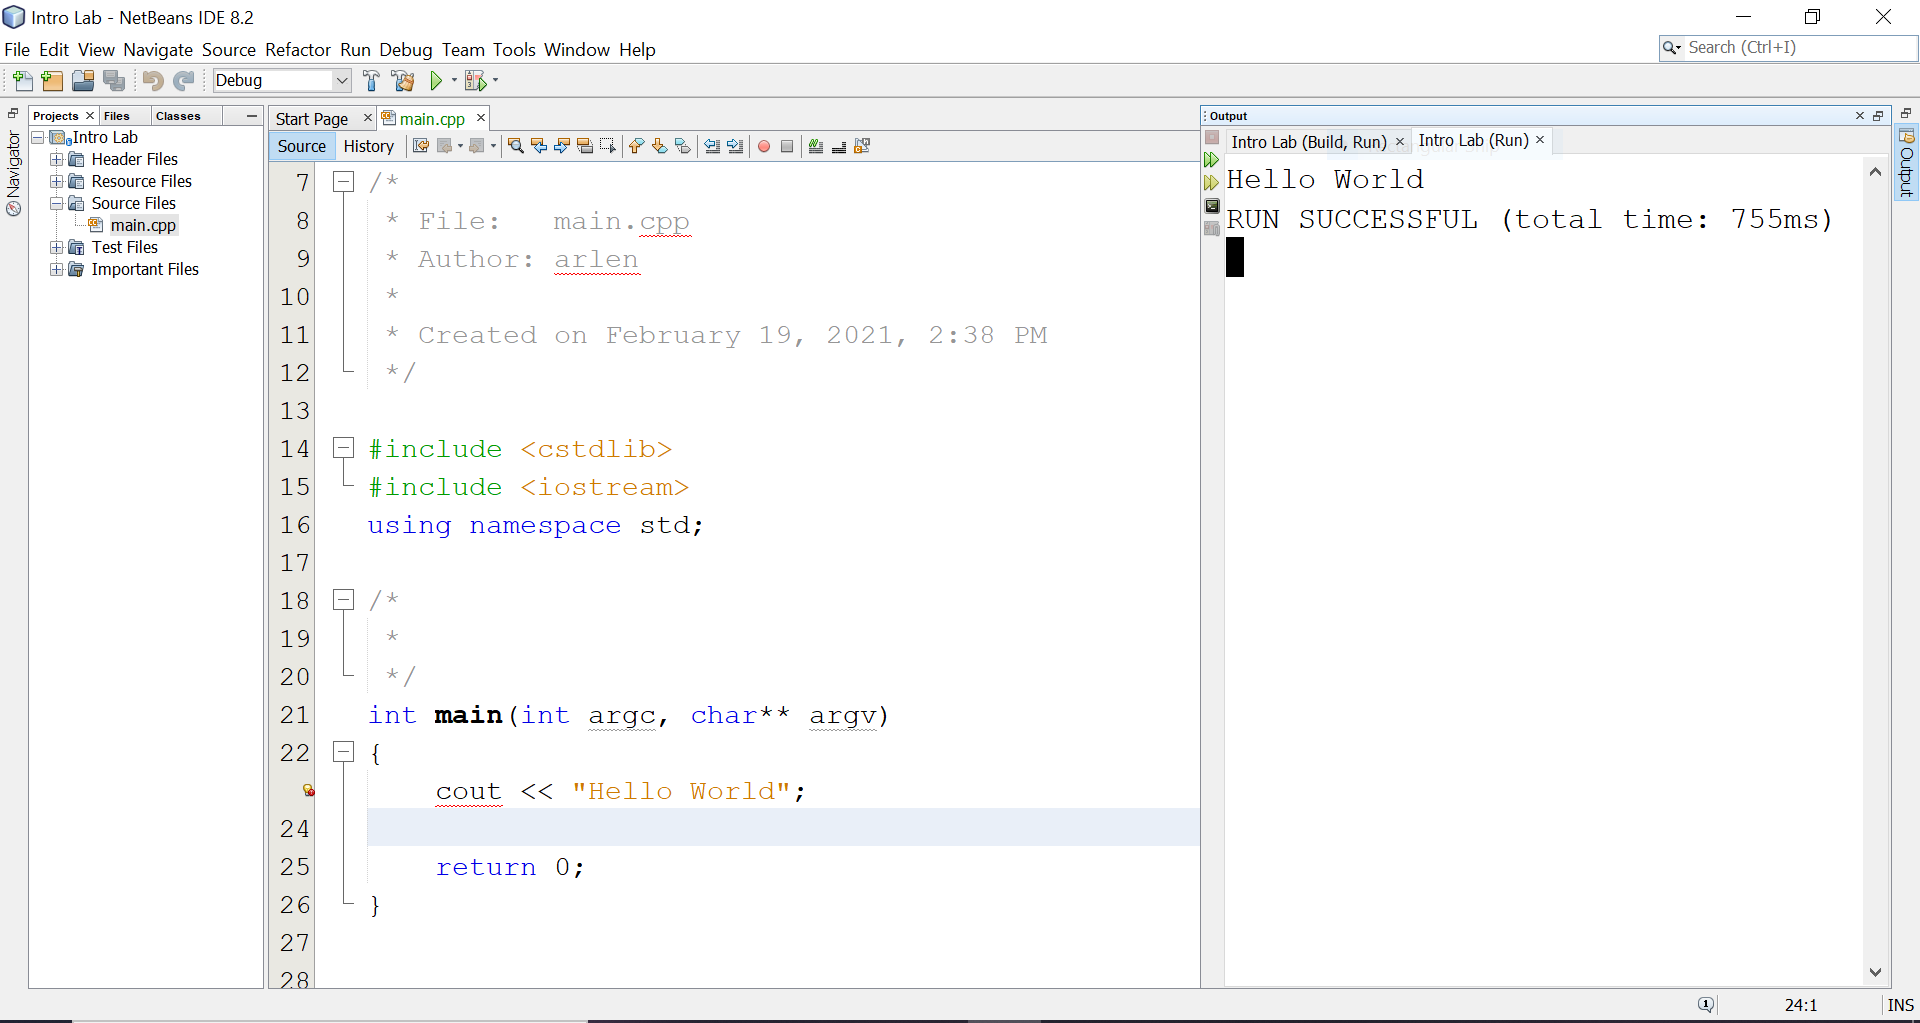 Intro Lab - NetBeans IDE 8.2
File Edit View Navigate Source Refactor Run Debug Team Tools Window Help
Search (Ctrl+I)
Debug
Navigator
Projects Files Classes
Intro Lab
Header Files
Resource Files
Source Files
main.cpp
Test Files
Important Files
Start Page main.cpp
Source History
7 /*
8 * File: main.cpp
9 * Author: arlen
10 *
11 * Created on February 19, 2021, 2:38 PM
12 */
13
14 #include <cstdlib>
15 #include <iostream>
16 using namespace std;
17
18 /*
19 *
20 */
21 int main(int argc, char** argv)
22 {
cout << "Hello World";
24
25 return 0;
26 }
27
28
Output
Intro Lab (Build, Run) Intro Lab (Run)
Hello World
RUN SUCCESSFUL (total time: 755ms)
Output
24:1 INS